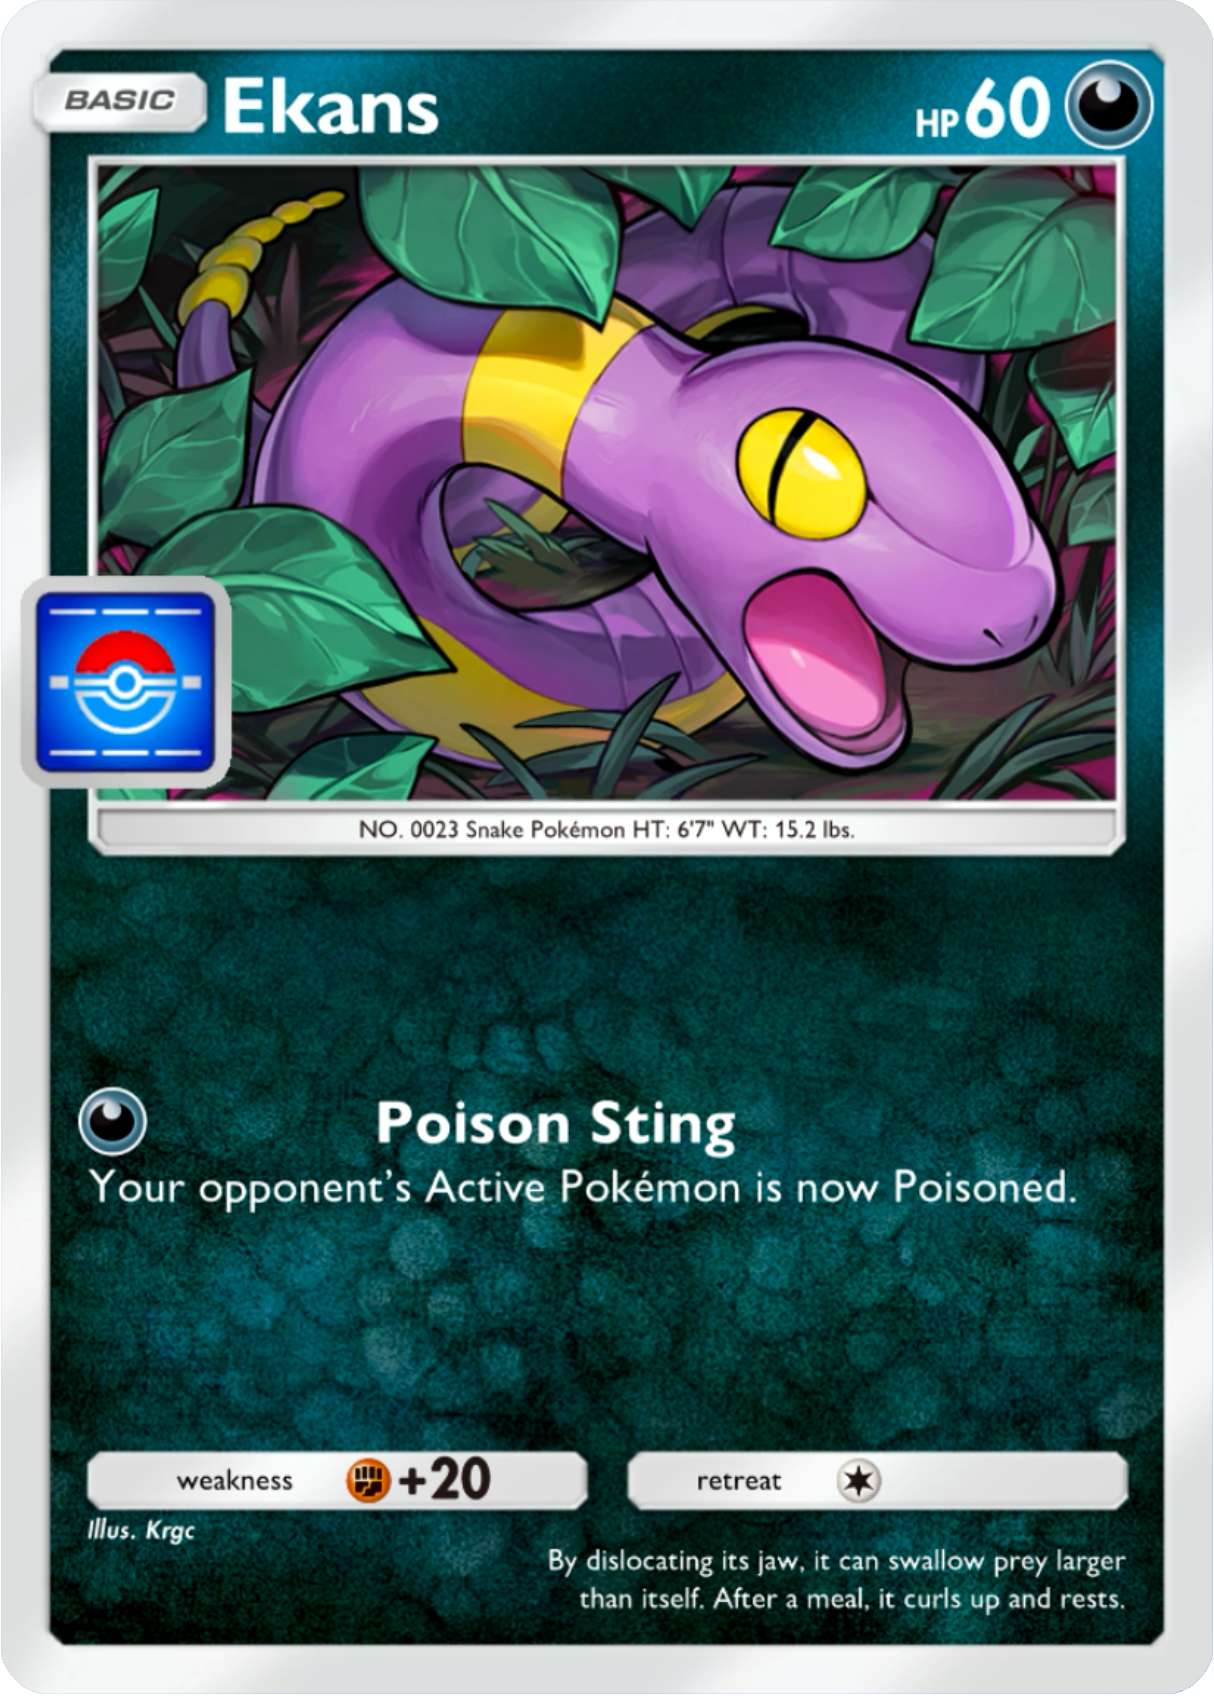 BASIC Ekans HP60
NO. 0023 Snake Pokémon HT: 6'7" WT: 15.2 lbs.
Poison Sting
Your opponent's Active Pokémon is now Poisoned.
weakness +20 retreat
Illus. Krgc
By dislocating its jaw, it can swallow prey larger
than itself. After a meal, it curls up and rests.